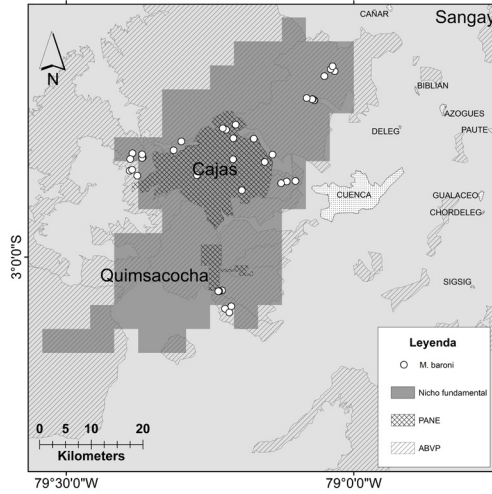 CAÑAR
Sangay
N
BIBLIAN
AZOGUES
DELEG
PAUTE
Cajas
CUENCA
GUALACEO
CHORDELEG
3°0'0"S
Quimsacocha
SIGSIG
Leyenda
M. baroni
Nicho fundamental
PANE
ABVP
0 5 10 20
Kilometers
79°30'0"W
79°0'0"W